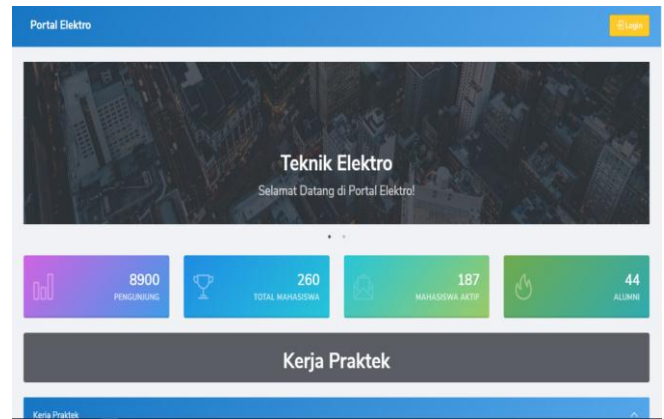 Portal Elektro
Login
Teknik Elektro
Selamat Datang di Portal Elektro!
8900
PENGUNJUNG
260
TOTAL MAHASISWA
187
MAHASISWA AKTIF
44
ALUMNI
Kerja Praktek
Kerja Praktek